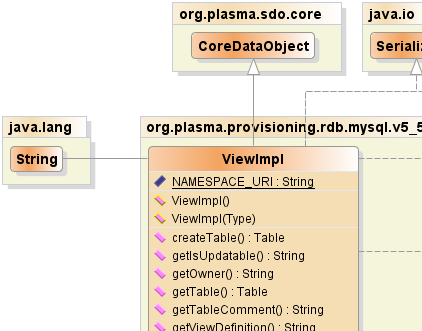 org.plasma.sdo.core
java.io
CoreDataObject
java.lang
org.plasma.provisioning.rdb.mysql.v5_5
String
ViewImpl
NAMESPACE_URI : String
ViewImpl()
ViewImpl(Type)
createTable() : Table
getIsUpdatable() : String
getOwner() : String
getTable() : Table
getTableComment() : String
getViewDefinition() : String